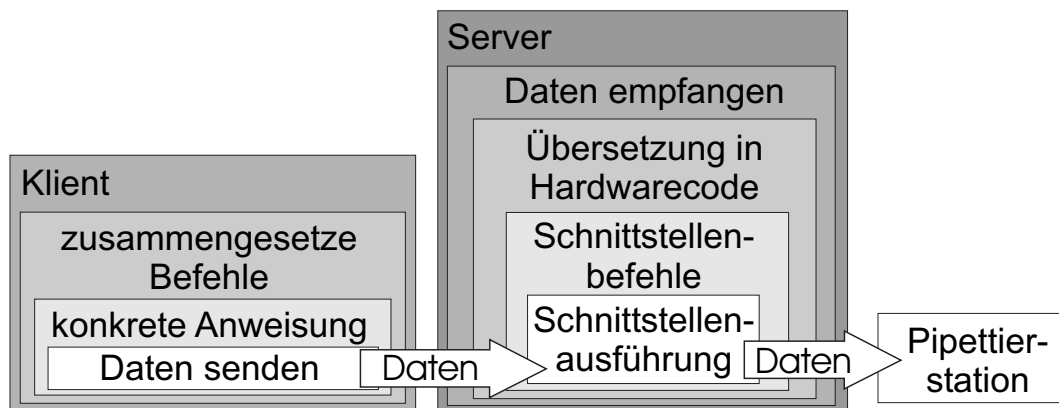 Klient
zusammengesetze
Befehle
konkrete Anweisung
Daten senden
Daten
Server
Daten empfangen
Übersetzung in
Hardwarecode
Schnittstellen-
befehle
Schnittstellen-
ausführung
Daten
Pipettier-
station